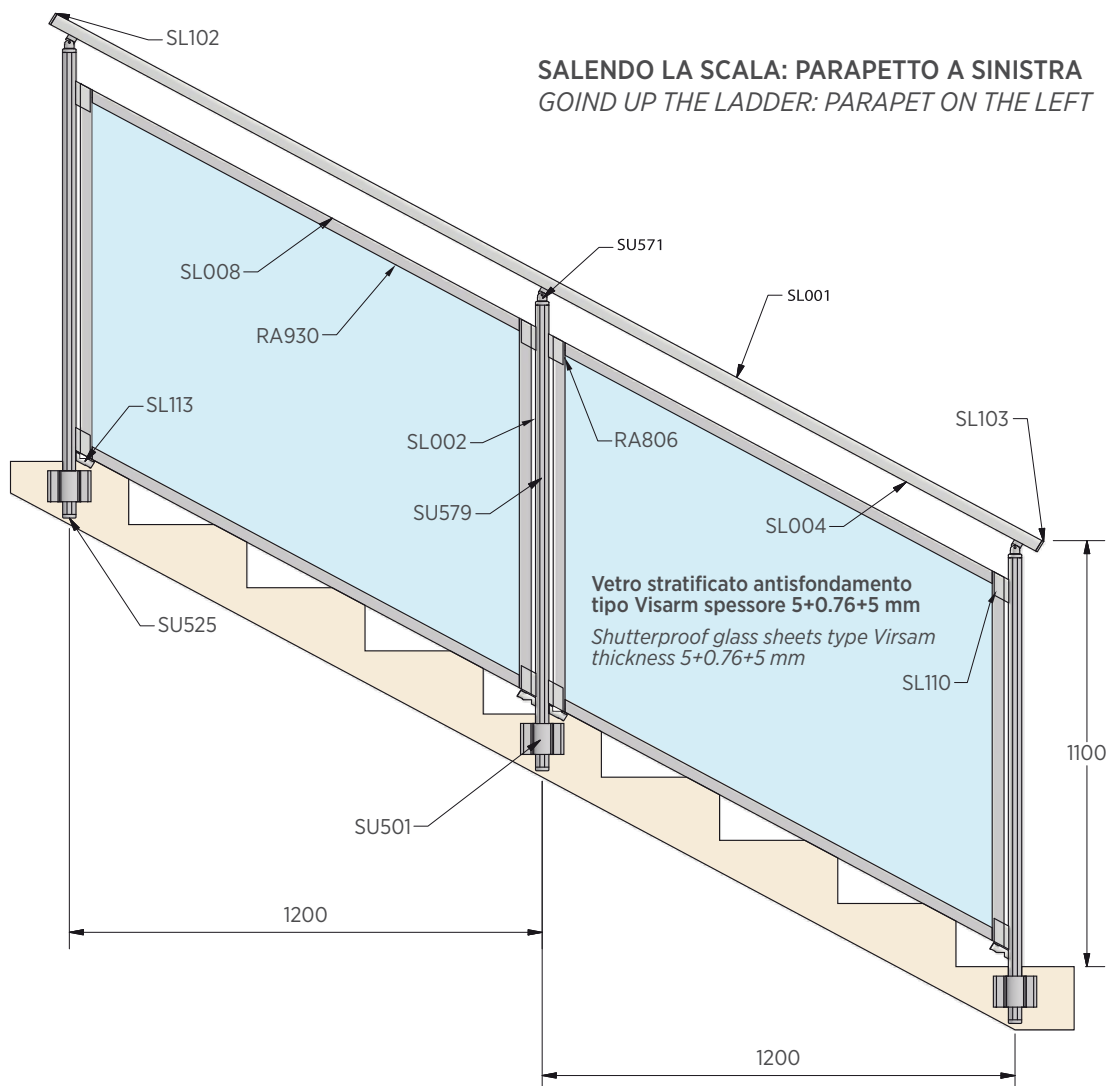 SL102
SALENDO LA SCALA: PARAPETTO A SINISTRA
GOIND UP THE LADDER: PARAPET ON THE LEFT
SU571
SL008
SL001
RA930
SL113
SL002
RA806
SL103
SU579
SL004
Vetro stratificato antisfondamento
tipo Visarm spessore 5+0.76+5 mm
Shutterproof glass sheets type Virsam
thickness 5+0.76+5 mm
SU525
SL110
1100
SU501
1200
1200